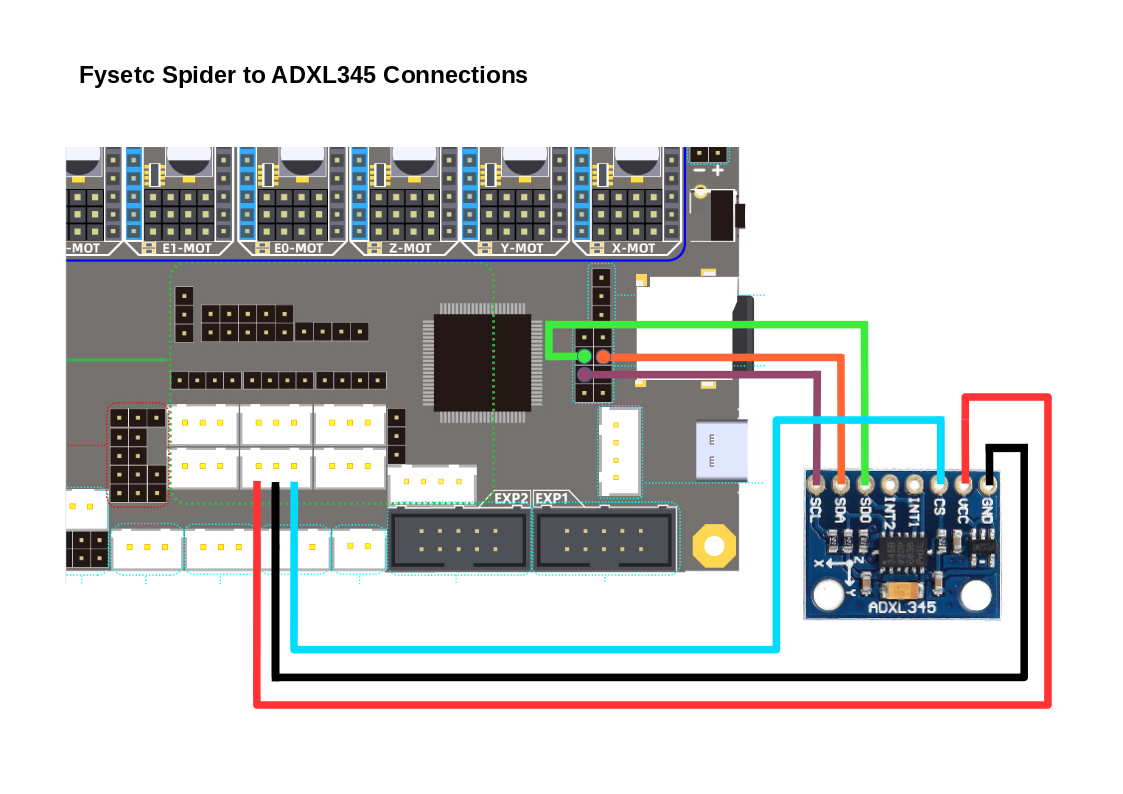 Fysetc Spider to ADXL345 Connections
- +
-MOT
E1-MOT
E0-MOT
Z-MOT
Y-MOT
X-MOT
EXP2
EXP1
SCL
SDA
SDO
INT2
INT1
CS
VCC
GND
X
Y
Z
ADXL345